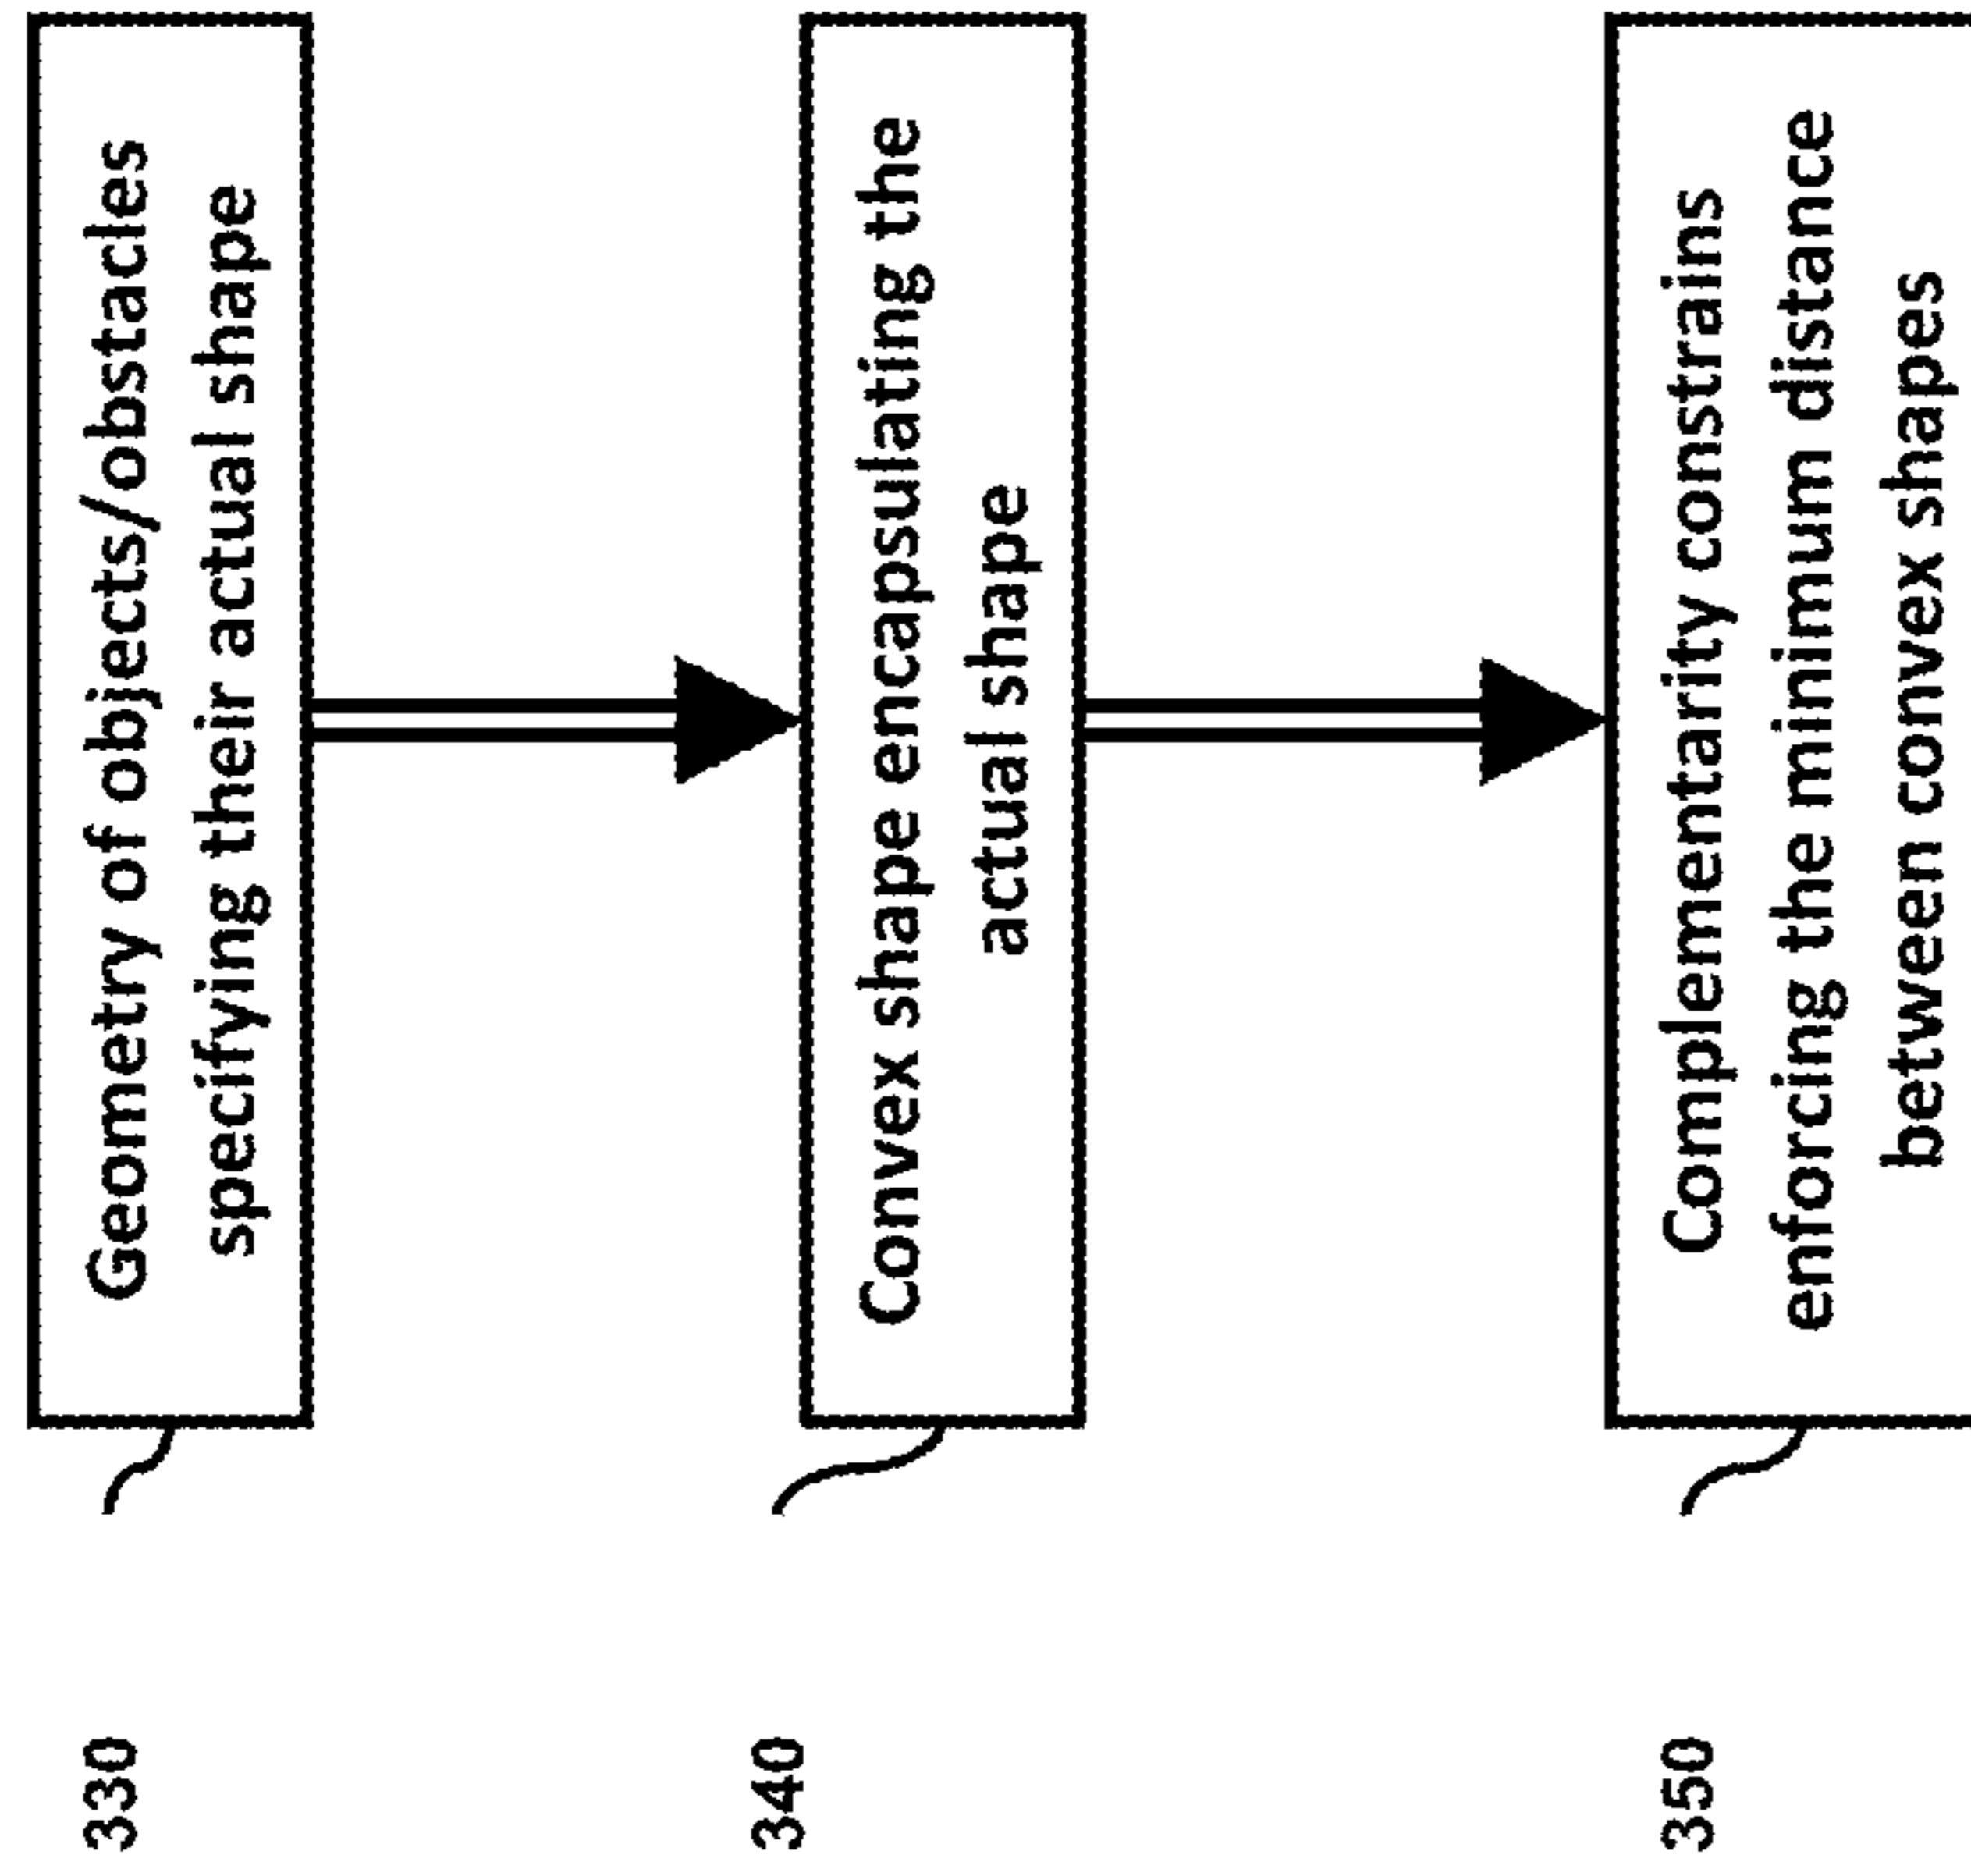 330
Geometry of objects/obstacles
specifying their actual shape
340
Convex shape encapsulating the
actual shape
350
Complementarity constrains
enforcing the minimum distance
between convex shapes